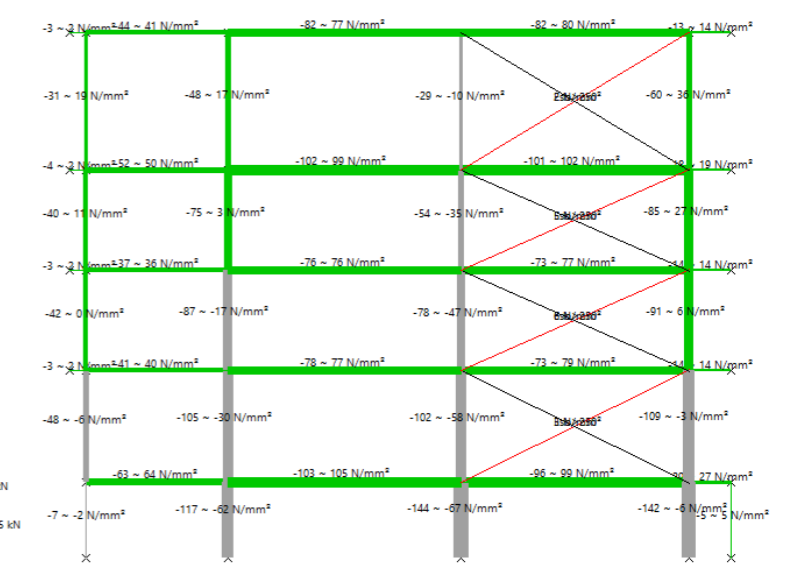 -3 ~ 3 N/mm²
-44 ~ 41 N/mm²
-82 ~ 77 N/mm²
-82 ~ 80 N/mm²
-13 ~ 14 N/mm²
-31 ~ 19 N/mm²
-48 ~ 17 N/mm²
-29 ~ -10 N/mm²
-60 ~ 36 N/mm²
-4 ~ 3 N/mm²
-52 ~ 50 N/mm²
-102 ~ 99 N/mm²
-101 ~ 102 N/mm²
19 N/mm²
-40 ~ 11 N/mm²
-75 ~ 3 N/mm²
-54 ~ -35 N/mm²
-85 ~ 27 N/mm²
-3 ~ 3 N/mm²
-37 ~ 36 N/mm²
-76 ~ 76 N/mm²
-73 ~ 77 N/mm²
-14 ~ 14 N/mm²
-42 ~ 0 N/mm²
-87 ~ -17 N/mm²
-78 ~ -47 N/mm²
-91 ~ 6 N/mm²
-3 ~ 3 N/mm²
-41 ~ 40 N/mm²
-78 ~ 77 N/mm²
-73 ~ 79 N/mm²
-14 ~ 14 N/mm²
-48 ~ -6 N/mm²
-105 ~ -30 N/mm²
-102 ~ -58 N/mm²
-109 ~ -3 N/mm²
-63 ~ 64 N/mm²
-103 ~ 105 N/mm²
-96 ~ 99 N/mm²
27 N/mm²
kN
-7 ~ -2 N/mm²
-117 ~ -62 N/mm²
-144 ~ -67 N/mm²
-142 ~ -6 N/mm²
-5 ~ 5 N/mm²
5 kN